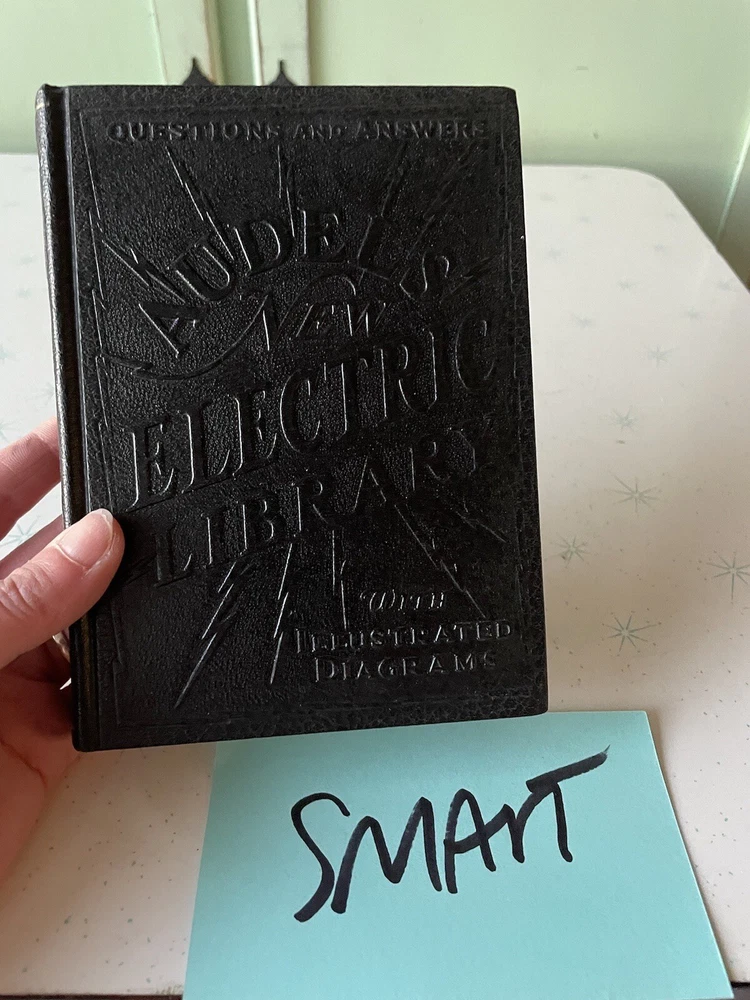 QUESTIONS AND ANSWERS
AUDELS
NEW
ELECTRIC
LIBRARY
WITH
ILLUSTRATED
DIAGRAMS
SMART